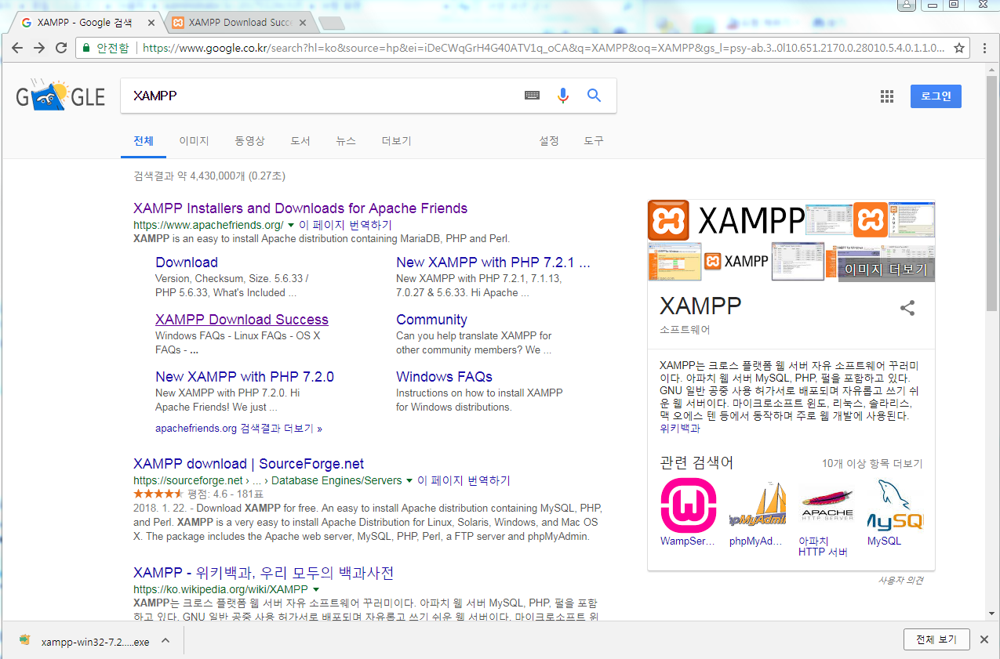 XAMPP - Google 검색
XAMPP Download Succ
안전함
https://www.google.co.kr/search?hl=ko&source=hp&ei=iDeCWqGrH4G40ATV1q_oCA&q=XAMPP&oq=XAMPP&gs_l=psy-ab.3..0l10.651.2170.0.28010.5.4.0.1.1.0...
G GLE
XAMPP
로그인
전체 이미지 동영상 도서 뉴스 더보기 설정 도구
검색결과 약 4,430,000개 (0.27초)
XAMPP Installers and Downloads for Apache Friends
https://www.apachefriends.org/ ▼ 이 페이지 번역하기
XAMPP is an easy to install Apache distribution containing MariaDB, PHP and Perl.
Download
Version, Checksum, Size. 5.6.33 /
PHP 5.6.33, What's Included ...
New XAMPP with PHP 7.2.1 ...
New XAMPP with PHP 7.2.1, 7.1.13,
7.0.27 & 5.6.33. Hi Apache ...
XAMPP Download Success
Windows FAQs - Linux FAQs - OS X
FAQs - ...
Community
Can you help translate XAMPP for
other community members? We ...
New XAMPP with PHP 7.2.0
New XAMPP with PHP 7.2.0. Hi
Apache Friends! We just ...
Windows FAQs
Instructions on how to install XAMPP
for Windows distributions.
apachefriends.org 검색결과 더보기 »
XAMPP download | SourceForge.net
https://sourceforge.net › ... › Database Engines/Servers ▼ 이 페이지 번역하기
평점: 4.6 - 181표
2018. 1. 22. - Download XAMPP for free. An easy to install Apache distribution containing MySQL, PHP,
and Perl. XAMPP is a very easy to install Apache Distribution for Linux, Solaris, Windows, and Mac OS
X. The package includes the Apache web server, MySQL, PHP, Perl, a FTP server and phpMyAdmin.
XAMPP - 위키백과, 우리 모두의 백과사전
https://ko.wikipedia.org/wiki/XAMPP ▼
XAMPP는 크로스 플랫폼 웹 서버 자유 소프트웨어 꾸러미이다. 아파치 웹 서버 MySQL, PHP, 펄을 포함
하고 있다. GNU 일반 공중 사용 허가서로 배포되며 자유롭고 쓰기 쉬운 웹 서버이다. 마이크로소프트 윈
XAMPP
XAMPP
이미지 더보기
XAMPP
소프트웨어
XAMPP는 크로스 플랫폼 웹 서버 자유 소프트웨어 꾸러미
이다. 아파치 웹 서버 MySQL, PHP, 펄을 포함하고 있다.
GNU 일반 공중 사용 허가서로 배포되며 자유롭고 쓰기 쉬
운 웹 서버이다. 마이크로소프트 윈도, 리눅스, 솔라리스,
맥 오에스 텐 등에서 동작하며 주로 웹 개발에 사용된다.
위키백과
관련 검색어 10개 이상 항목 더보기
APACHE
HTTP SERVER
WampSer... phpMyAd... 아파치 MySQL
HTTP 서버
사용자 의견
xampp-win32-7.2.....exe
전체 보기